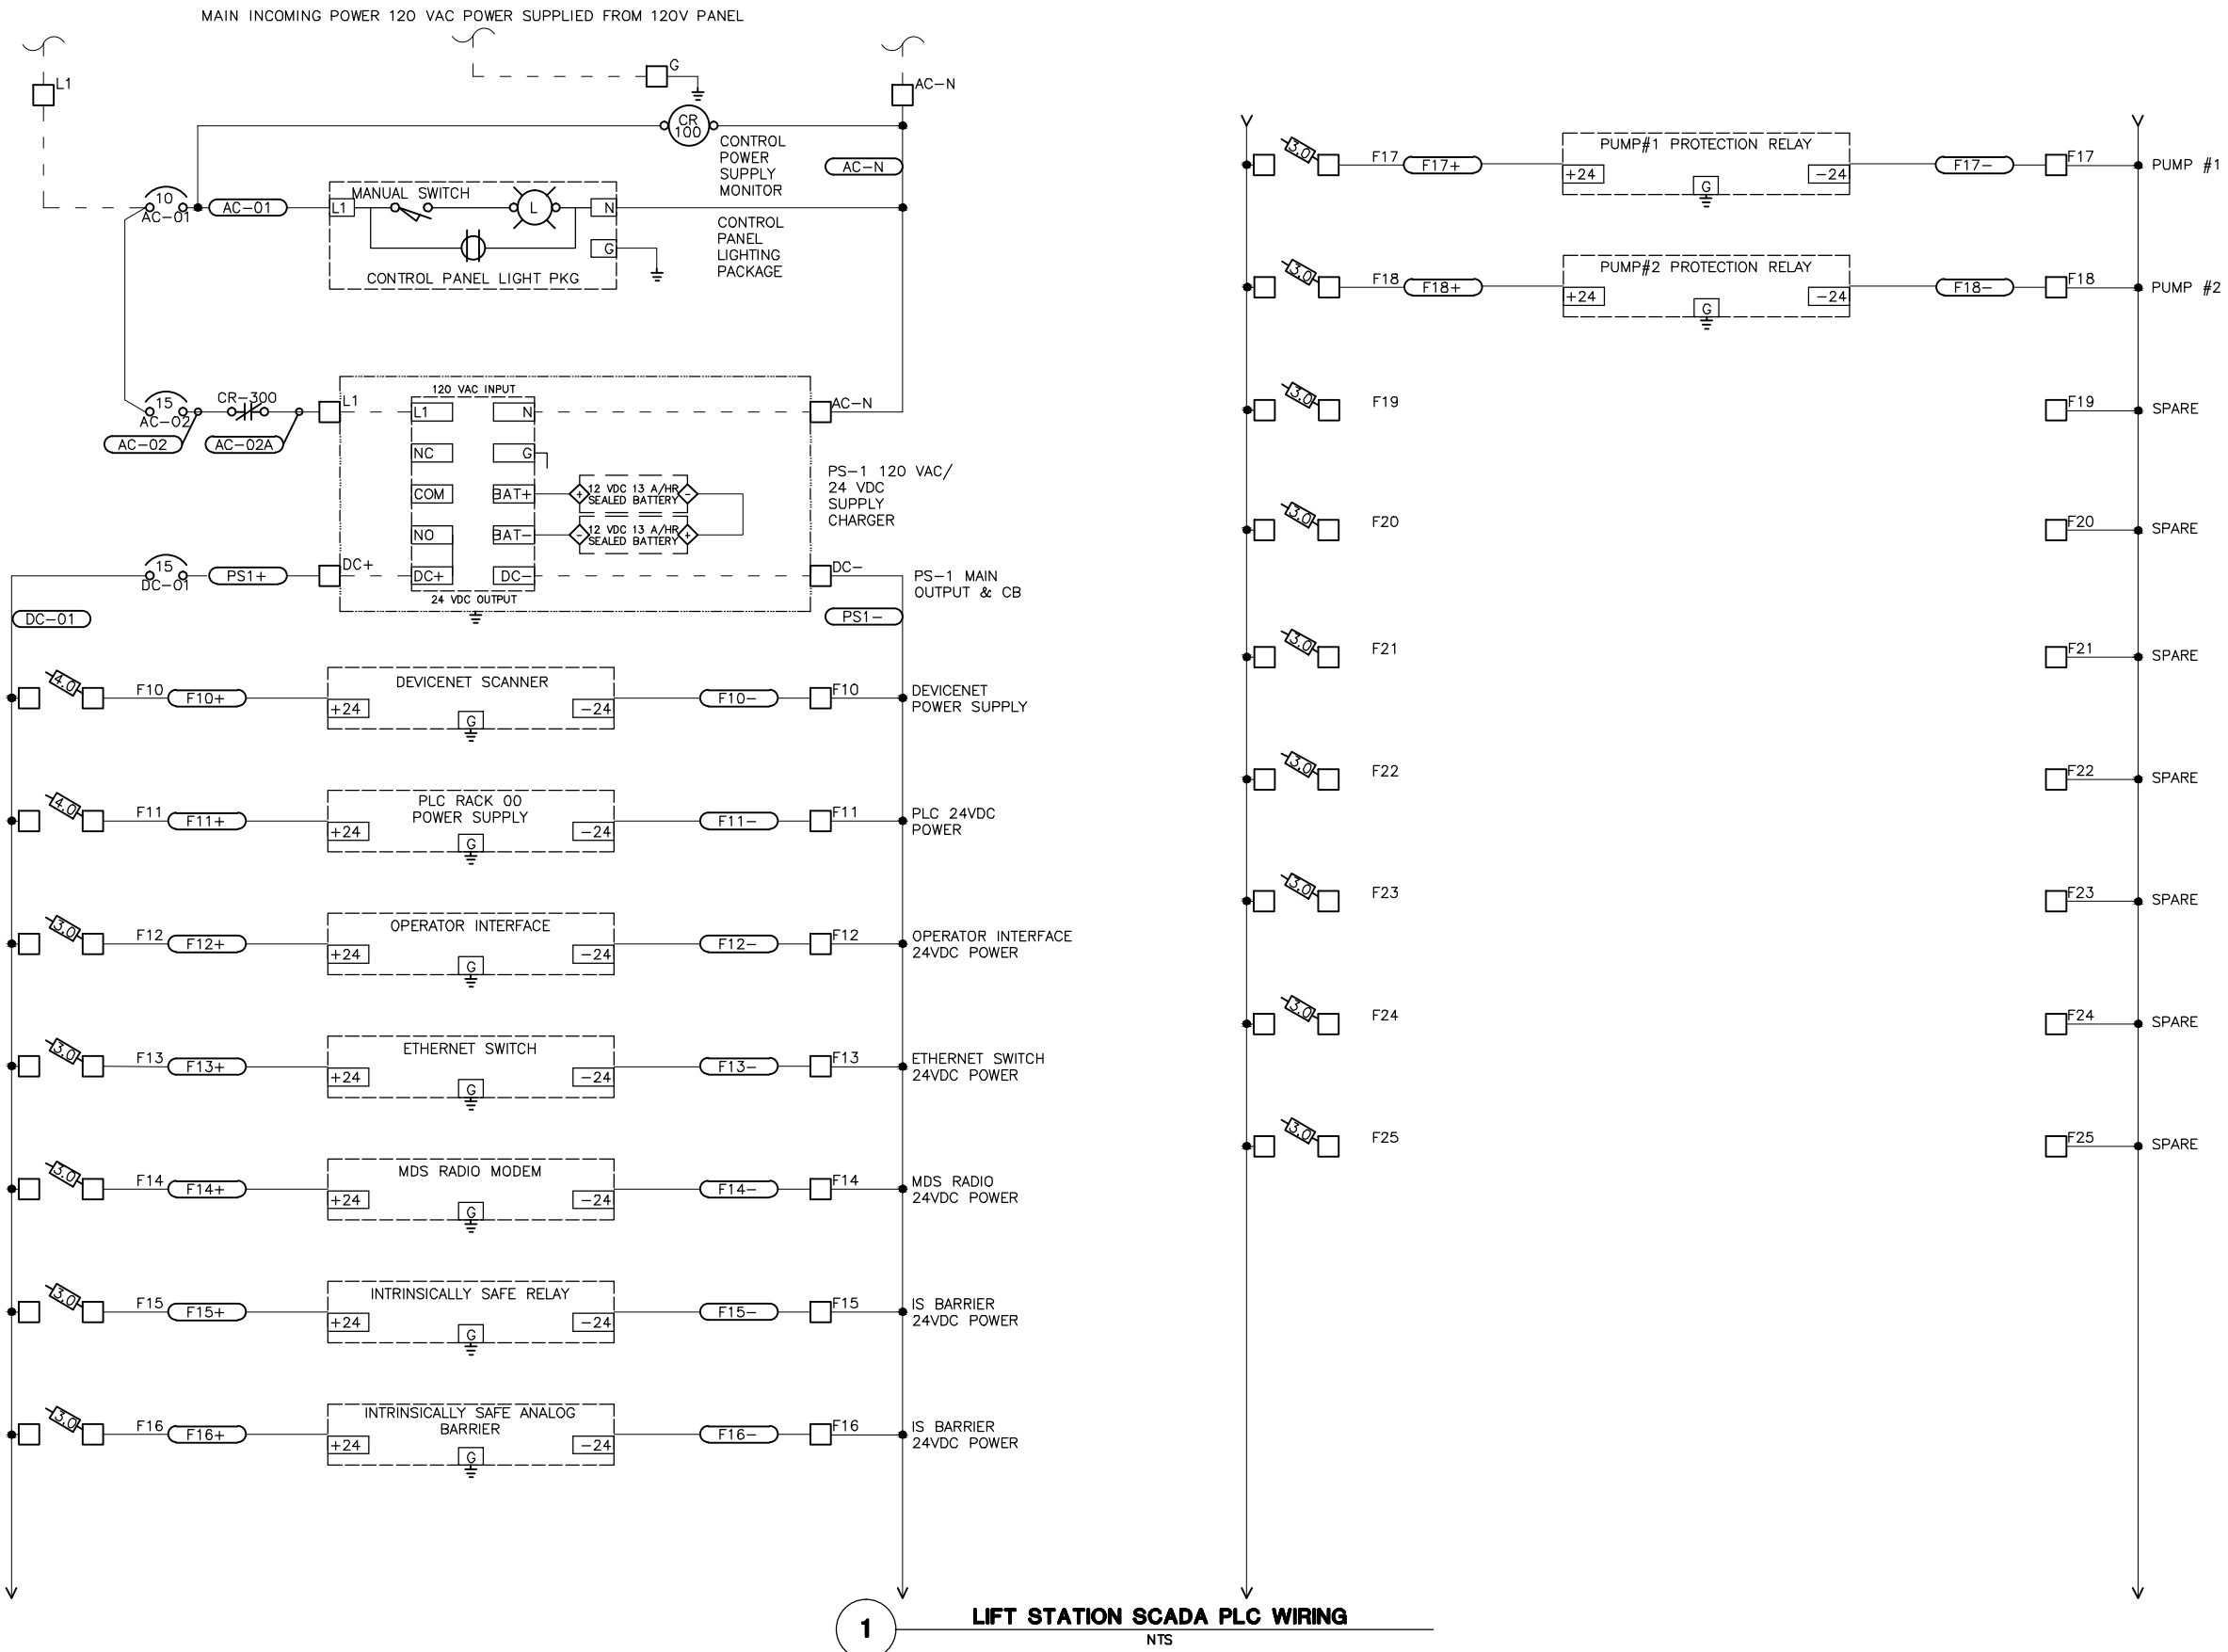 MAIN INCOMING POWER 120 VAC POWER SUPPLIED FROM 120V PANEL
L1
G
AC-N
CR
100
CONTROL
POWER
SUPPLY
MONITOR
AC-N
10
AC-01
AC-01
MANUAL SWITCH
L1
L
N
G
CONTROL PANEL LIGHT PKG
CONTROL
PANEL
LIGHTING
PACKAGE
15
AC-02
CR-300
AC-02
AC-02A
L1
120 VAC INPUT
L1
N
AC-N
NC
G
COM
BAT+
+
12 VDC 13 A/HR
SEALED BATTERY
-
NO
BAT-
-
12 VDC 13 A/HR
SEALED BATTERY
+
PS-1 120 VAC/
24 VDC
SUPPLY
CHARGER
15
DC-01
PS1+
DC+
DC+
DC-
DC-
24 VDC OUTPUT
PS-1 MAIN
OUTPUT & CB
DC-01
PS1-
4.0
F10
F10+
DEVICENET SCANNER
+24
G
-24
F10-
F10
DEVICENET
POWER SUPPLY
4.0
F11
F11+
PLC RACK 00
POWER SUPPLY
+24
G
-24
F11-
F11
PLC 24VDC
POWER
3.0
F12
F12+
OPERATOR INTERFACE
+24
G
-24
F12-
F12
OPERATOR INTERFACE
24VDC POWER
3.0
F13
F13+
ETHERNET SWITCH
+24
G
-24
F13-
F13
ETHERNET SWITCH
24VDC POWER
3.0
F14
F14+
MDS RADIO MODEM
+24
G
-24
F14-
F14
MDS RADIO
24VDC POWER
3.0
F15
F15+
INTRINSICALLY SAFE RELAY
+24
G
-24
F15-
F15
IS BARRIER
24VDC POWER
3.0
F16
F16+
INTRINSICALLY SAFE ANALOG
BARRIER
+24
G
-24
F16-
F16
IS BARRIER
24VDC POWER
3.0
F17
F17+
PUMP#1 PROTECTION RELAY
+24
G
-24
F17-
F17
PUMP #1
3.0
F18
F18+
PUMP#2 PROTECTION RELAY
+24
G
-24
F18-
F18
PUMP #2
3.0
F19
F19
SPARE
3.0
F20
F20
SPARE
3.0
F21
F21
SPARE
3.0
F22
F22
SPARE
3.0
F23
F23
SPARE
3.0
F24
F24
SPARE
3.0
F25
F25
SPARE
1
LIFT STATION SCADA PLC WIRING
NTS